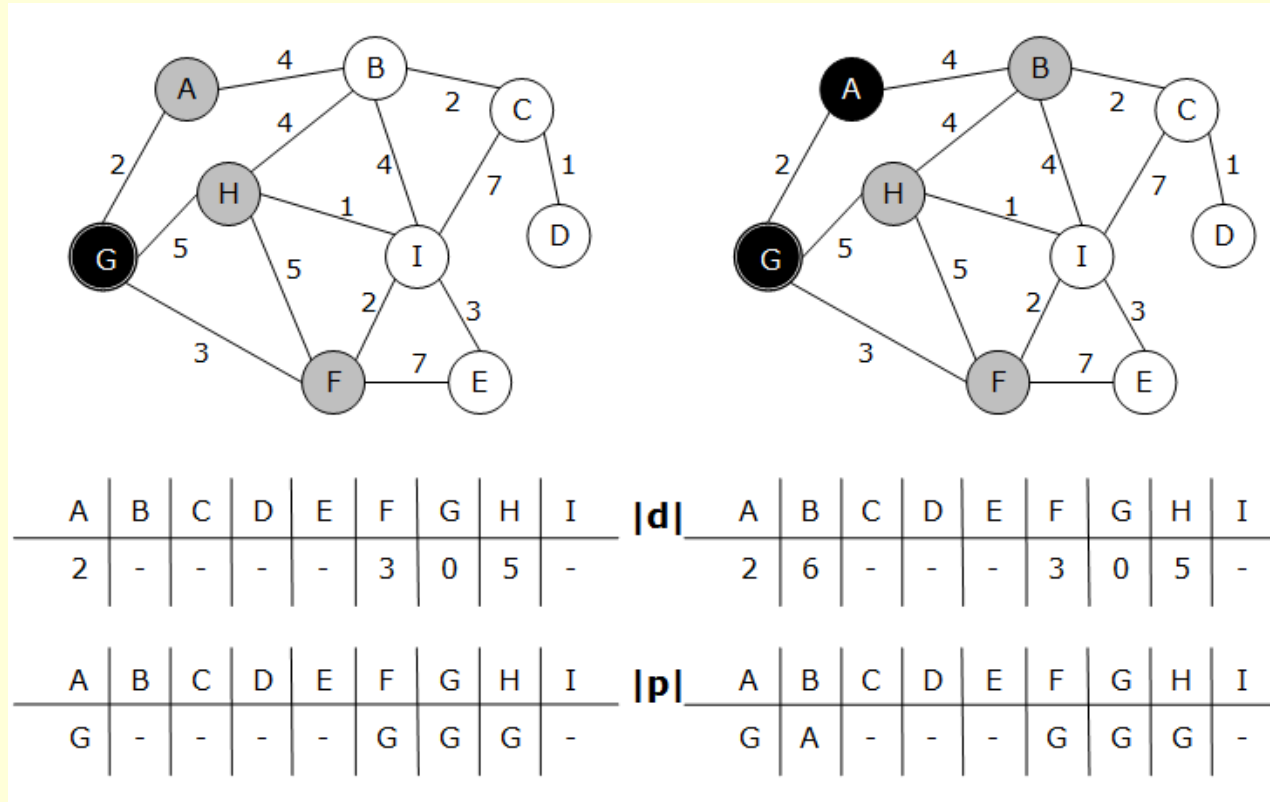 4 B 4 B
A A
2 C 2 C
4 4
2 4 1 2 4 1
H 7 H 7
1 1
D D
G 5 I G 5 I
5 5
2 3 2 3
3 3
7 7
F E F E
A B C D E F G H I |d| A B C D E F G H I
2 - - - - 3 0 5 - 2 6 - - - 3 0 5 -
A B C D E F G H I |p| A B C D E F G H I
G - - - - G G G - G A - - - G G G -